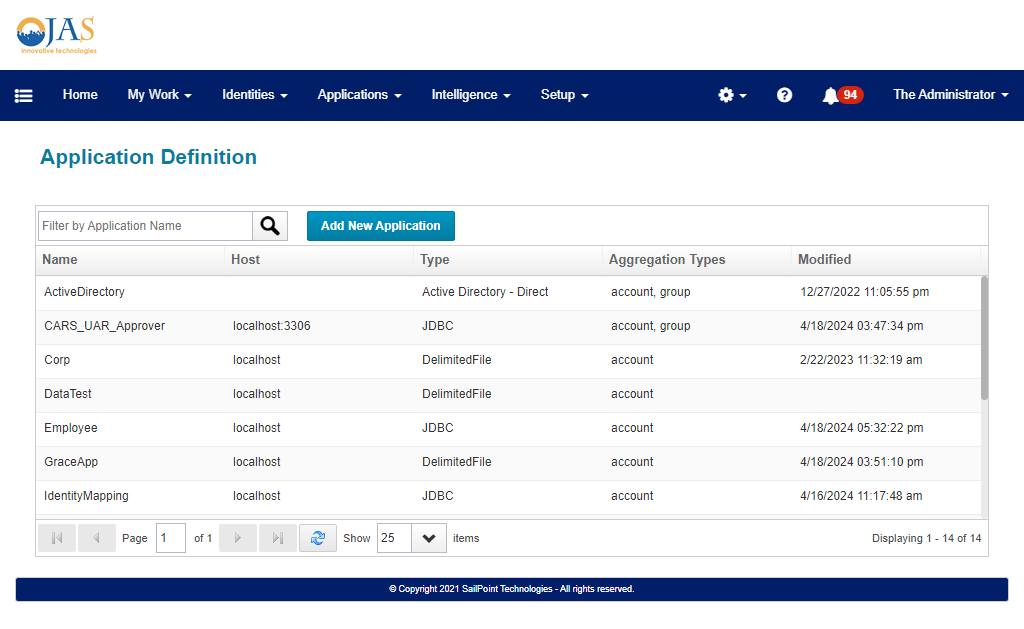 OJAS
innovative technologies
Home My Work Identities Applications Intelligence Setup 94 The Administrator
Application Definition
Filter by Application Name Add New Application
Name Host Type Aggregation Types Modified
ActiveDirectory Active Directory - Direct account, group 12/27/2022 11:05:55 pm
CARS_UAR_Approver localhost:3306 JDBC account, group 4/18/2024 03:47:34 pm
Corp localhost DelimitedFile account 2/22/2023 11:32:19 am
DataTest localhost DelimitedFile account
Employee localhost JDBC account 4/18/2024 05:32:22 pm
GraceApp localhost DelimitedFile account 4/18/2024 03:51:10 pm
IdentityMapping localhost JDBC account 4/16/2024 11:17:48 am
Page 1 of 1 Show 25 items Displaying 1 - 14 of 14
© Copyright 2021 SailPoint Technologies - All rights reserved.